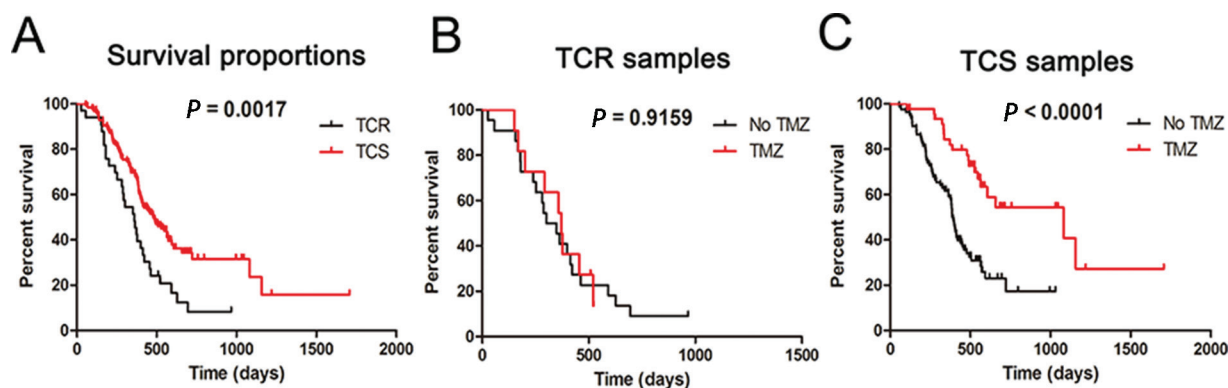 A
Survival proportions
P = 0.0017
TCR
TCS
Percent survival
100
80
60
40
20
0
0
500
1000
1500
2000
Time (days)
B
TCR samples
P = 0.9159
No TMZ
TMZ
Percent survival
100
80
60
40
20
0
0
500
1000
1500
Time (days)
C
TCS samples
P < 0.0001
No TMZ
TMZ
Percent survival
100
80
60
40
20
0
0
500
1000
1500
2000
Time (days)